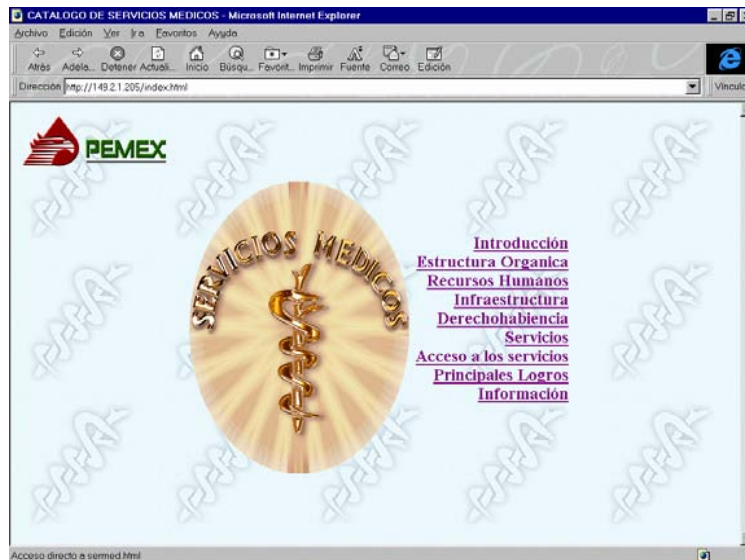 CATALOGO DE SERVICIOS MEDICOS - Microsoft Internet Explorer
Archivo Edición Ver Ir a Favoritos Ayuda
Atrás Adela... Detener Actuali... Inicio Búsqu... Favorit... Imprimir Fuente Correo Edición
Dirección http://149.2.1.205/index.html Vínculo
PEMEX
SERVICIOS MEDICOS
Introducción
Estructura Organica
Recursos Humanos
Infraestructura
Derechohabiencia
Servicios
Acceso a los servicios
Principales Logros
Información
Acceso directo a sermed.html